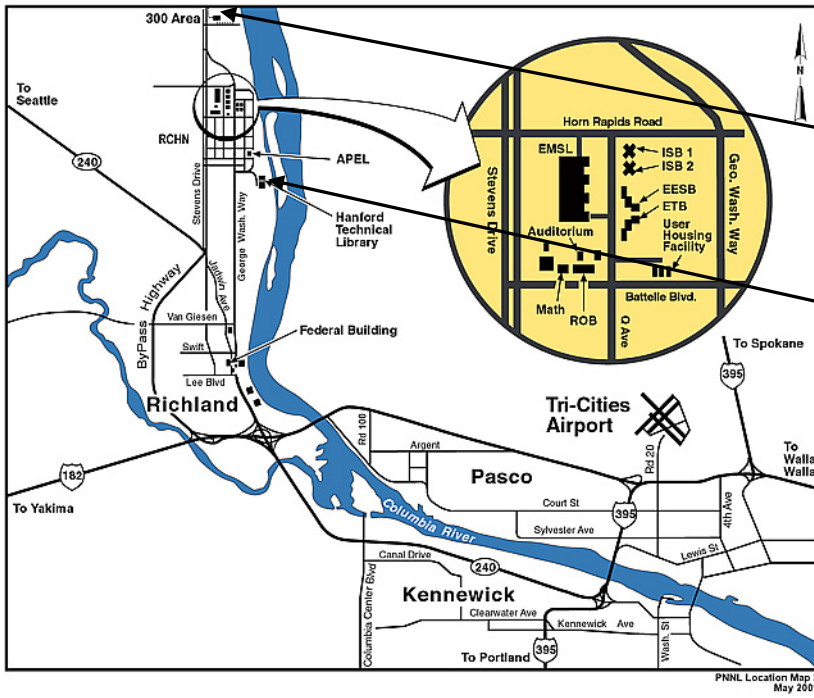 300 Area
To
Seattle
240
RCHN
APEL
Stevens Drive
George Wash. Way
Hanford
Technical
Library
Jadwin Ave
ByPass Highway
Van Giesen
Swift
Lee Blvd
Federal Building
Richland
182
To Yakima
N
Horn Rapids Road
EMSL
ISB 1
ISB 2
Stevens Drive
Geo. Wash. Way
EESB
ETB
User
Housing
Facility
Auditorium
Math
ROB
Battelle Blvd.
Q Ave
To Spokane
395
Tri-Cities
Airport
Rd 100
Argent
Rd 20
To
Walla
Walla
Pasco
Court St
395
4th Ave
Sylvester Ave
Columbia River
Lewis St
Canal Drive
240
Columbia Center Blvd
Kennewick
Clearwater Ave
Kennewick Ave
Wash. St
395
To Portland
PNNL Location Map
May